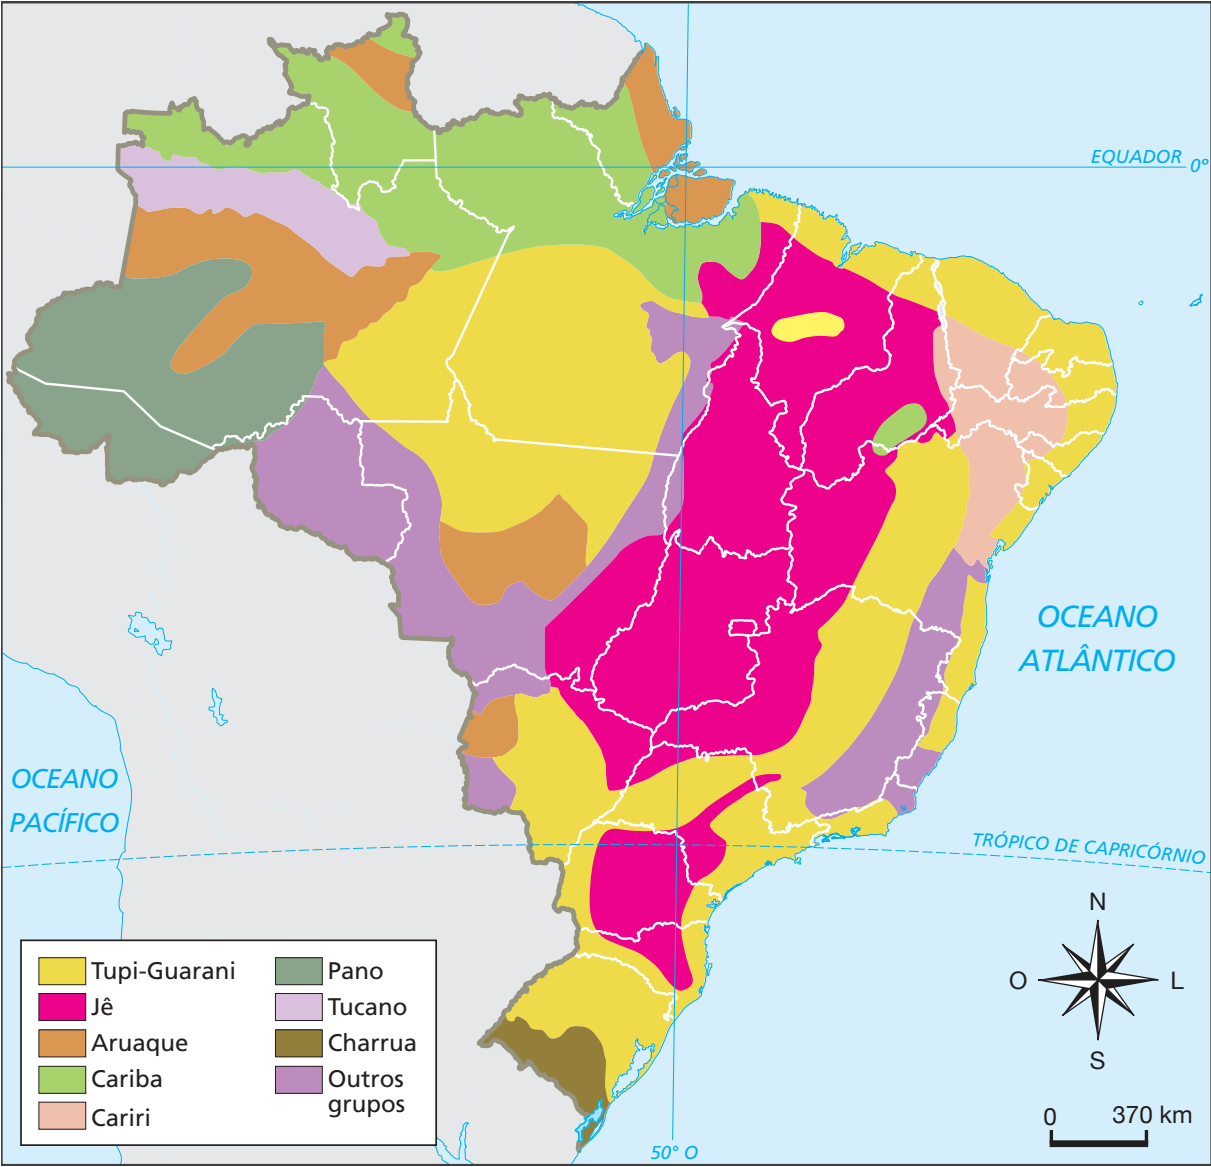 EQUADOR
0°
OCEANO
ATLÂNTICO
OCEANO
PACÍFICO
TRÓPICO DE CAPRICÓRNIO
N
O
L
S
Tupi-Guarani
Jê
Aruaque
Cariba
Cariri
Pano
Tucano
Charrua
Outros
grupos
0
370 km
50° O